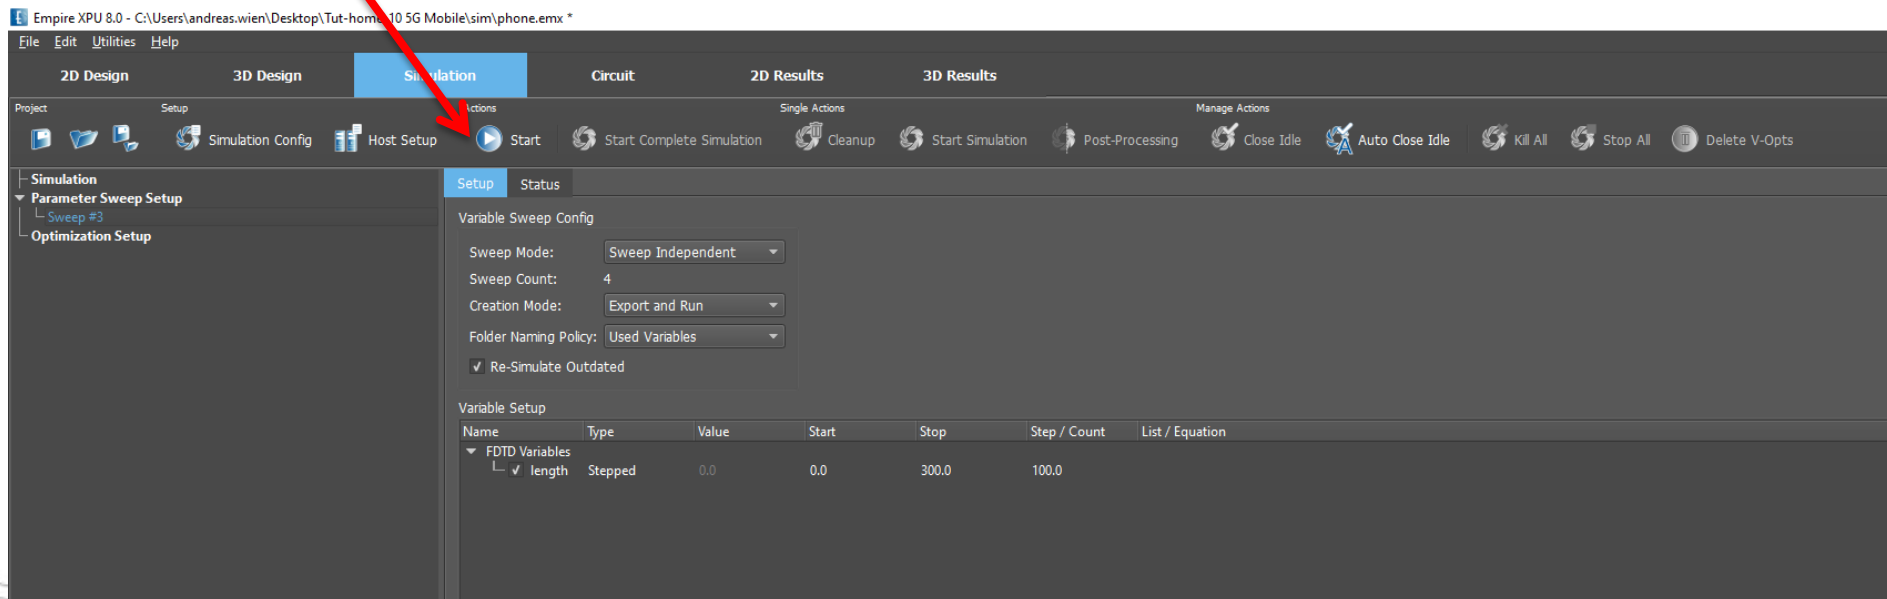 Empire XPU 8.0 - C:\Users\andreas.wien\Desktop\Tut-home 10 5G Mobile\sim\phone.emx *
File Edit Utilities Help
2D Design 3D Design Simulation Circuit 2D Results 3D Results
Project Setup Actions Single Actions Manage Actions
Simulation Config Host Setup Start Start Complete Simulation Cleanup Start Simulation Post-Processing Close Idle Auto Close Idle Kill All Stop All Delete V-Opts
Simulation
Parameter Sweep Setup
Sweep #3
Optimization Setup
Setup Status
Variable Sweep Config
Sweep Mode: Sweep Independent
Sweep Count: 4
Creation Mode: Export and Run
Folder Naming Policy: Used Variables
Re-Simulate Outdated
Variable Setup
Name Type Value Start Stop Step / Count List / Equation
FDTD Variables
length Stepped 0.0 0.0 300.0 100.0